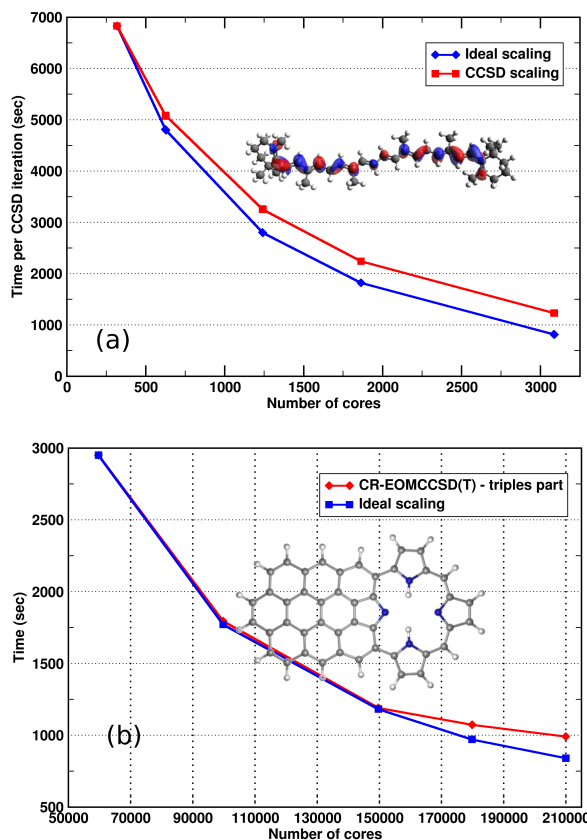 7000
6000
5000
4000
3000
2000
1000
0
Time per CCSD iteration (sec)
Ideal scaling
CCSD scaling
(a)
0 500 1000 1500 2000 2500 3000
Number of cores
3000
2500
2000
1500
1000
500
Time (sec)
CR-EOMCCSD(T) - triples part
Ideal scaling
(b)
50000 70000 90000 110000 130000 150000 170000 190000 210000
Number of cores